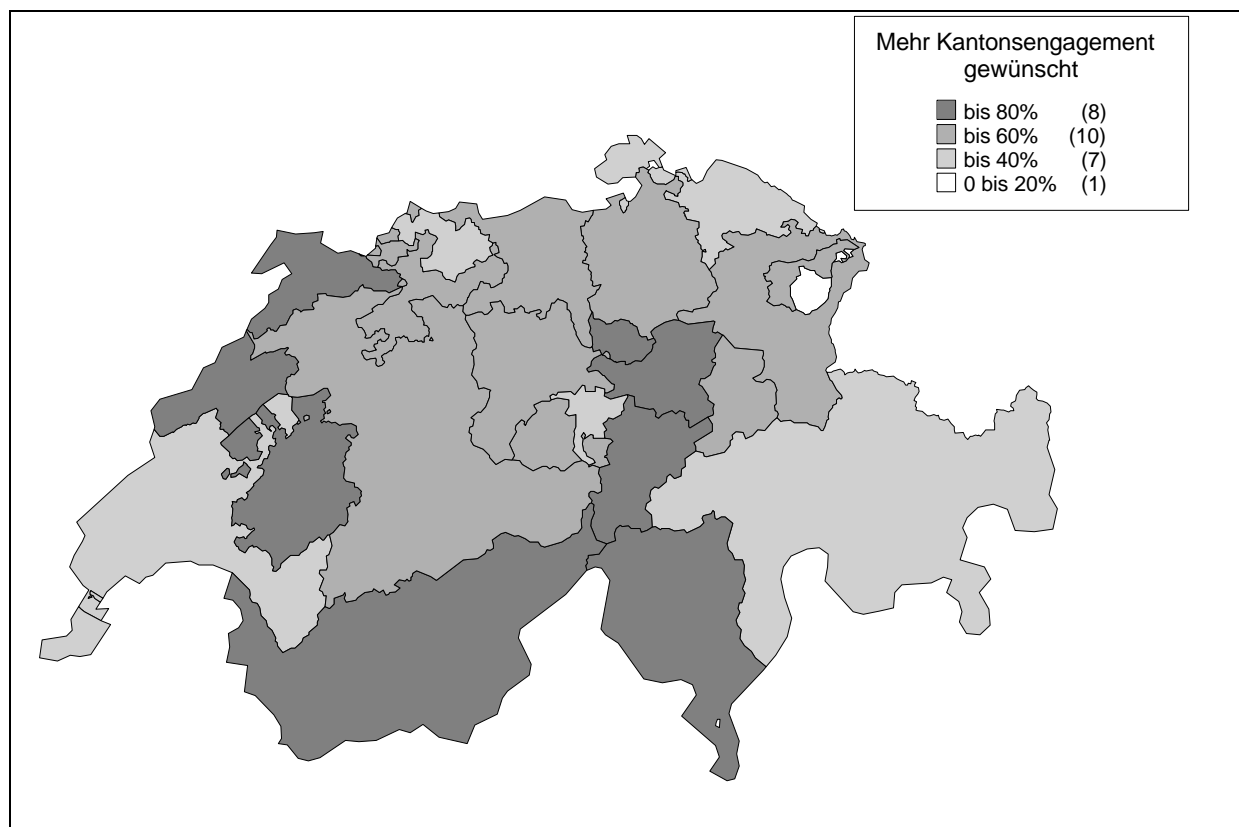 Mehr Kantonsengagement
gewünscht
bis 80% (8)
bis 60% (10)
bis 40% (7)
0 bis 20% (1)